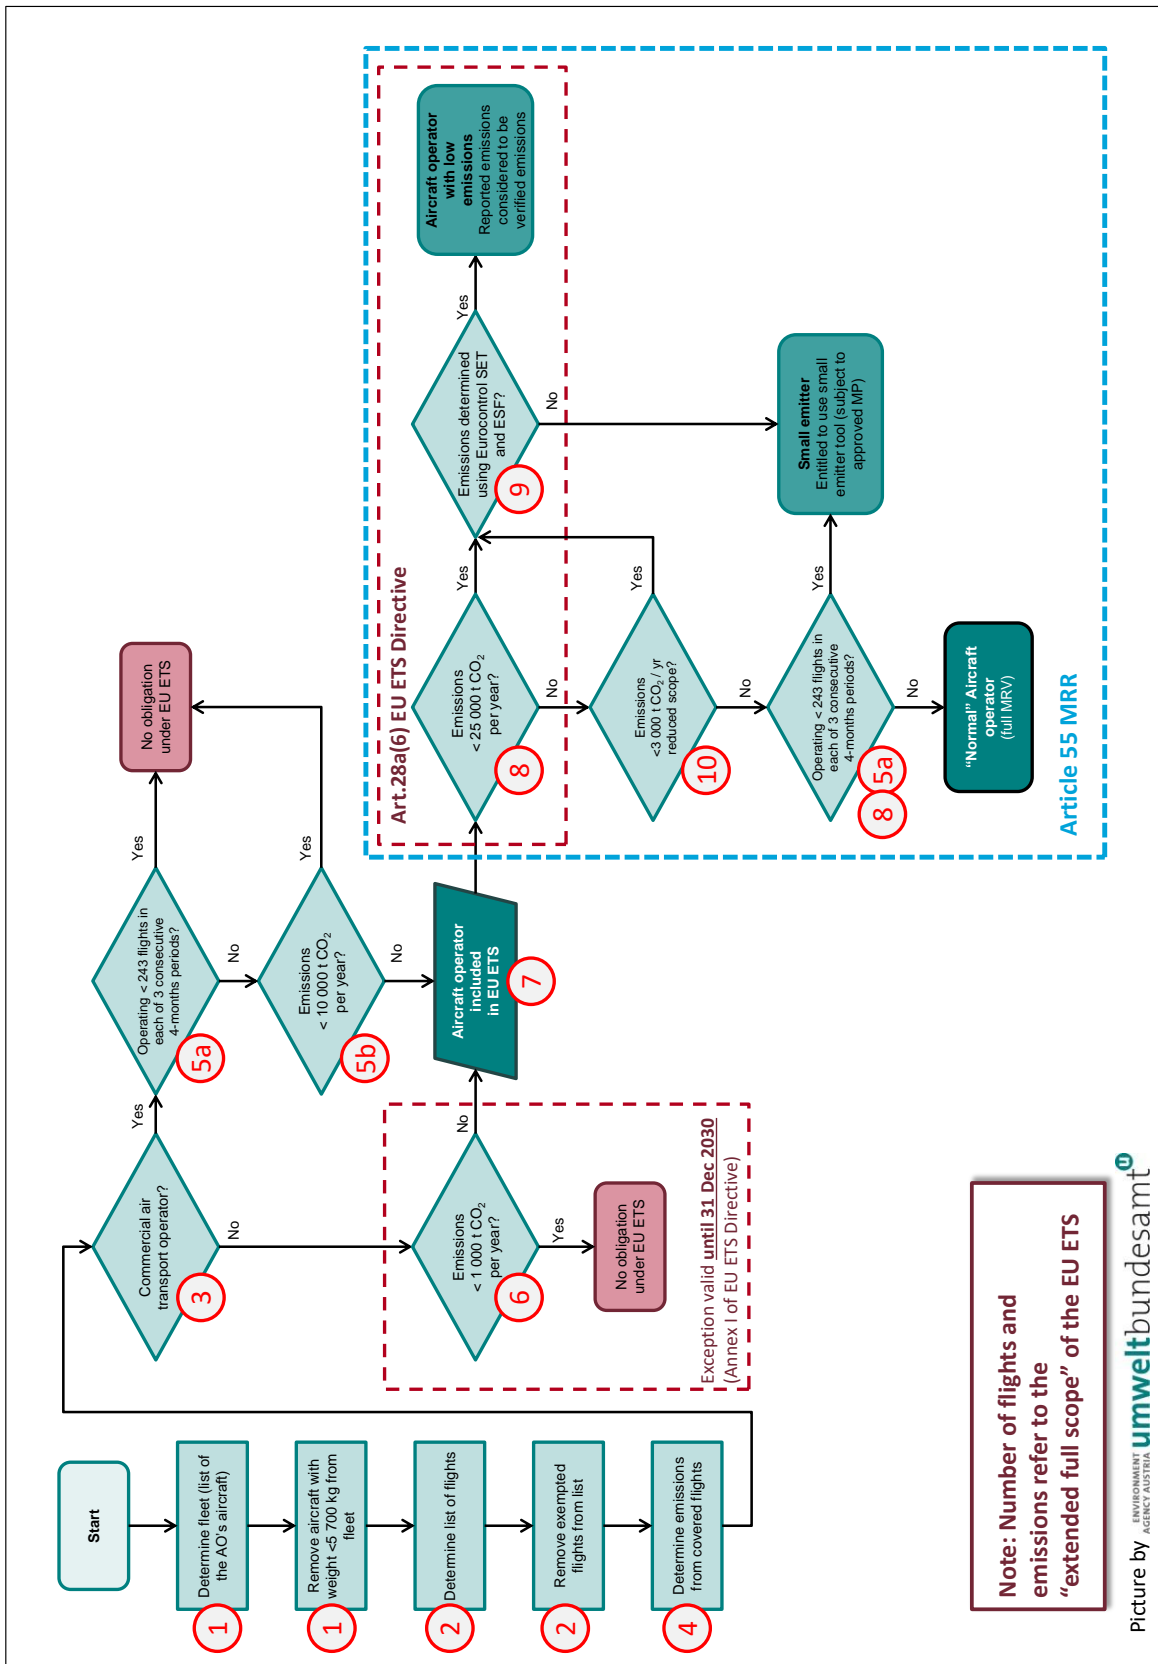 Start
Determine fleet (list of
the AO's aircraft)
1
Remove aircraft with
weight <5 700 kg from
fleet
1
Determine list of flights
2
Remove exempted
flights from list
2
Determine emissions
from covered flights
4
Commercial air
transport operator?
3
Yes
No
Operating < 243 flights in
each of 3 consecutive
4-months periods?
5a
Yes
No
No obligation
under EU ETS
Emissions
< 10 000 t CO₂
per year?
5b
Yes
No
Emissions
< 1 000 t CO₂
per year?
6
No
Yes
No obligation
under EU ETS
Exception valid until 31 Dec 2030
(Annex I of EU ETS Directive)
Aircraft operator
included
in EU ETS
7
Art.28a(6) EU ETS Directive
Emissions
< 25 000 t CO₂
per year?
8
Yes
No
Emissions determined
using Eurocontrol SET
and ESF?
9
Yes
No
Aircraft operator
with low
emissions
Reported emissions
considered to be
verified emissions
Emissions
<3 000 t CO₂ / yr
reduced scope?
10
Yes
No
Operating < 243 flights in
each of 3 consecutive
4-months periods?
5a
8
Yes
No
Small emitter
Entitled to use small
emitter tool (subject to
approved MP)
"Normal" Aircraft
operator
(full MRV)
Article 55 MRR
Note: Number of flights and
emissions refer to the
"extended full scope" of the EU ETS
Picture by
ENVIRONMENT
AGENCY AUSTRIA
umweltbundesamt
u